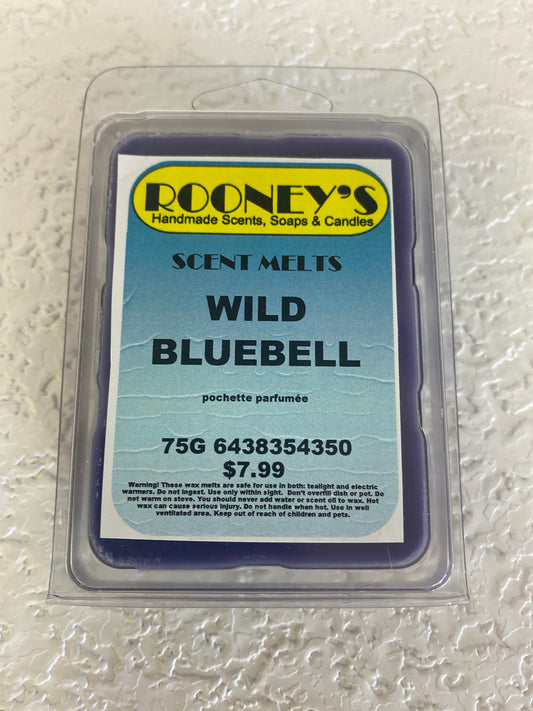 ROONEY'S
Handmade Scents, Soaps & Candles
SCENT MELTS
WILD
BLUEBELL
pochette parfumée
75G 6438354350
$7.99
Warning! These wax melts are safe for use in both: tealight and electric
warmers. Do not ingest. Use only within sight. Don't overfill dish or pot. Do
not warm on stove. You should never add water or scent oil to wax. Hot
wax can cause serious injury. Do not handle when hot. Use in well
ventilated area. Keep out of reach of children and pets.